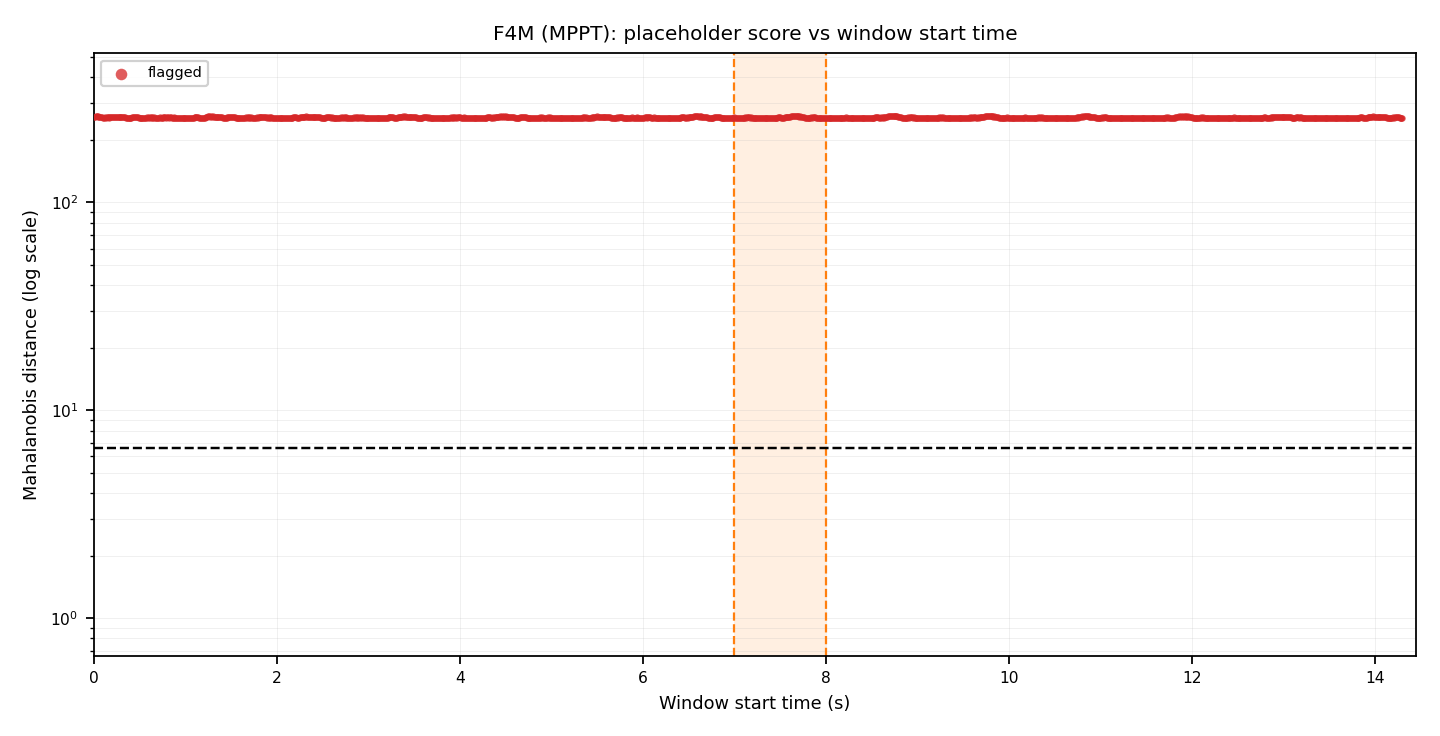 F4M (MPPT): placeholder score vs window start time
flagged
Mahalanobis distance (log scale)
10²
10¹
10⁰
0 2 4 6 8 10 12 14
Window start time (s)